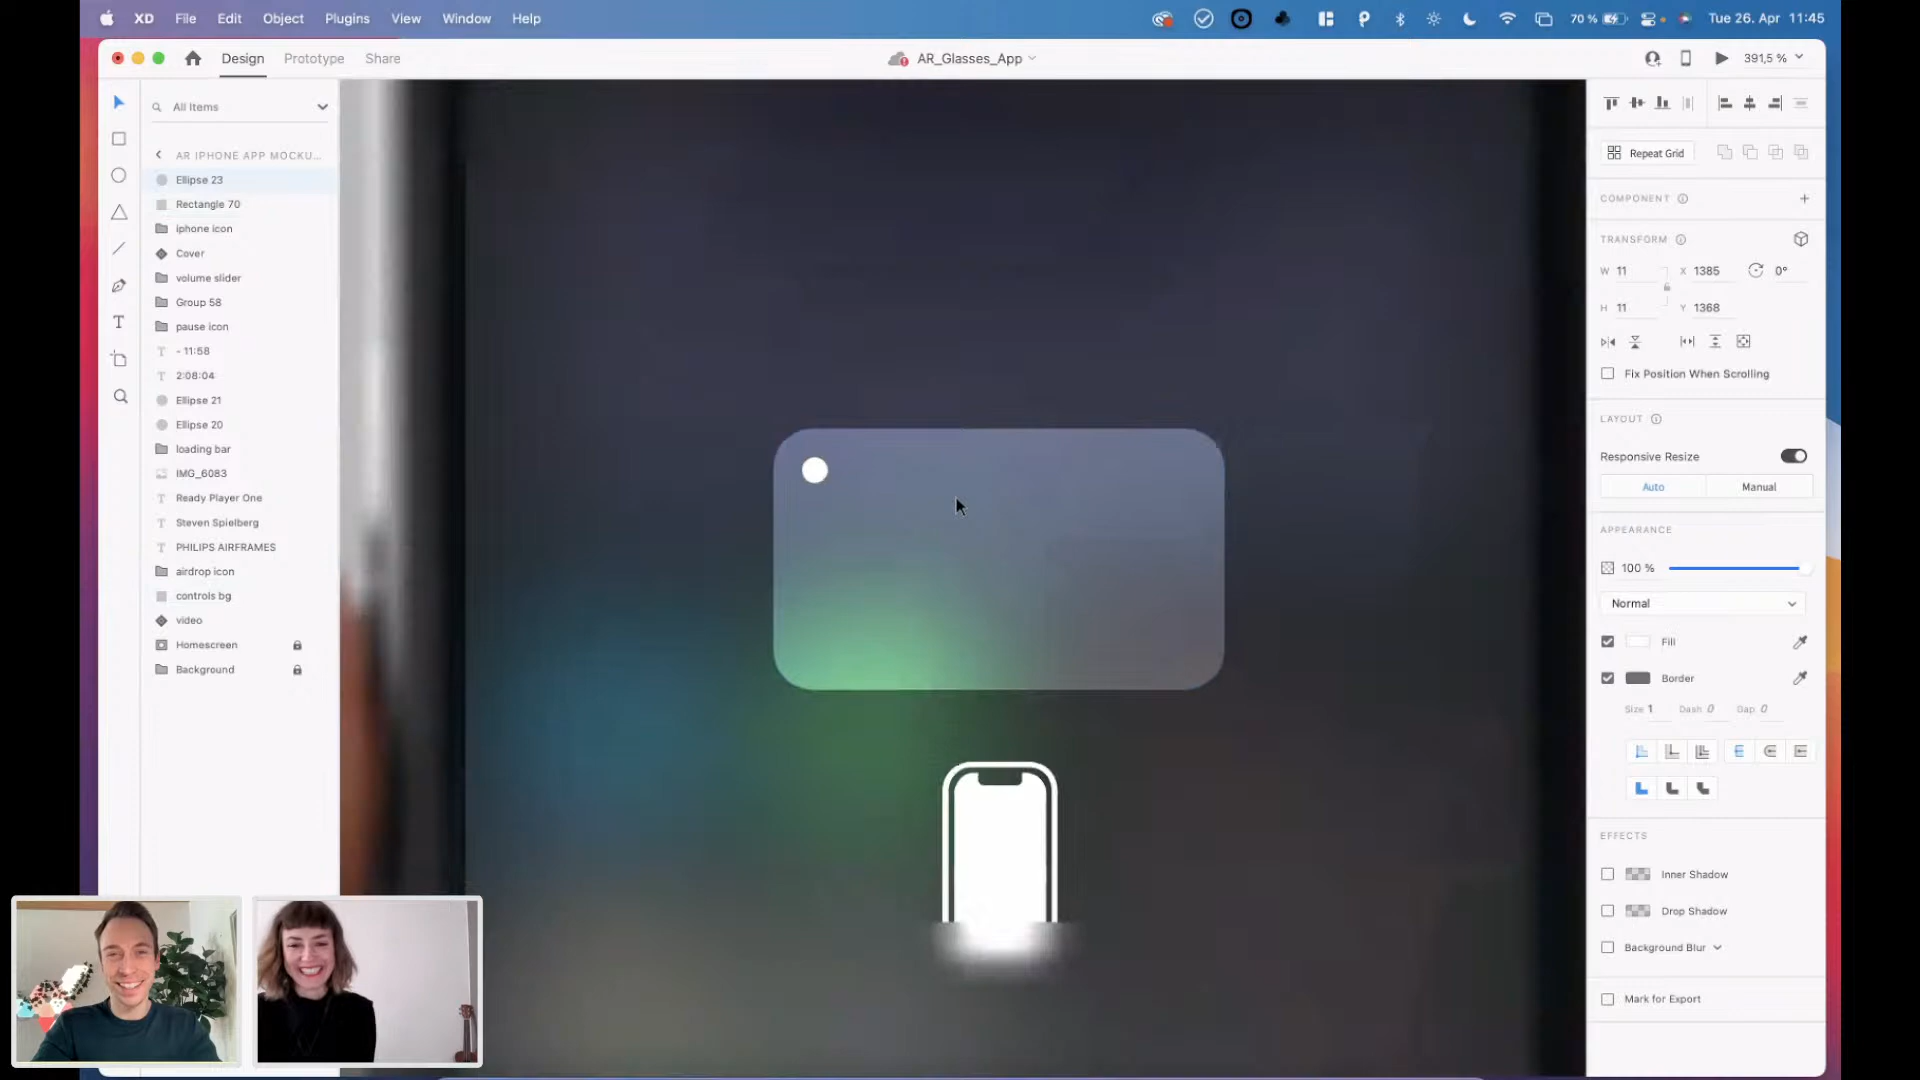 XD File Edit Object Plugins View Window Help
70 % Tue 26. Apr 11:45
Design Prototype Share
AR_Glasses_App
391,5 %
All Items
AR IPHONE APP MOCKU...
Ellipse 23
Rectangle 70
iphone icon
Cover
volume slider
Group 58
pause icon
- 11:58
2:08:04
Ellipse 21
Ellipse 20
loading bar
IMG_6083
Ready Player One
Steven Spielberg
PHILIPS AIRFRAMES
airdrop icon
controls bg
video
Homescreen
Background
Repeat Grid
COMPONENT
TRANSFORM
W 11 X 1385 0°
H 11 Y 1368
Fix Position When Scrolling
LAYOUT
Responsive Resize
Auto Manual
APPEARANCE
100 %
Normal
Fill
Border
Size 1 Dash 0 Gap 0
EFFECTS
Inner Shadow
Drop Shadow
Background Blur
Mark for Export